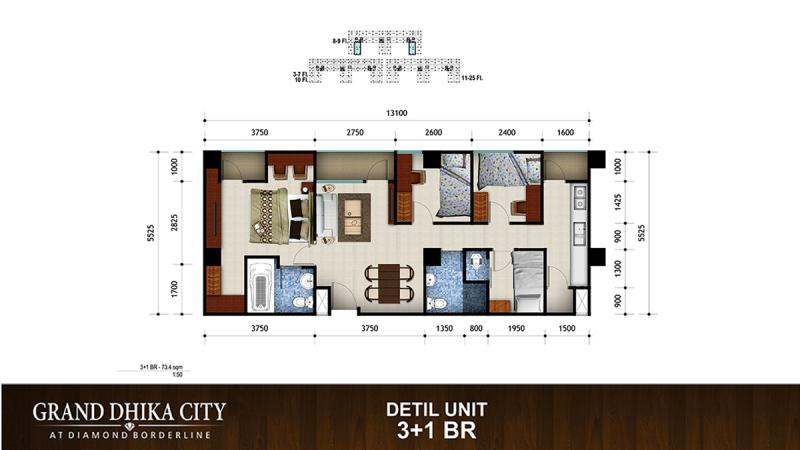 8-9 Fl.
3-7 Fl.
10 Fl.
11-25 Fl.
13100
3750 2750 2600 2400 1600
1000
2825
1700
5525
1000
1425
900
1300
900
5525
3750 3750 1350 800 1950 1500
3+1 BR - 73.4 sqm
1:50
GRAND DHIKA CITY
AT DIAMOND BORDERLINE
DETIL UNIT
3+1 BR